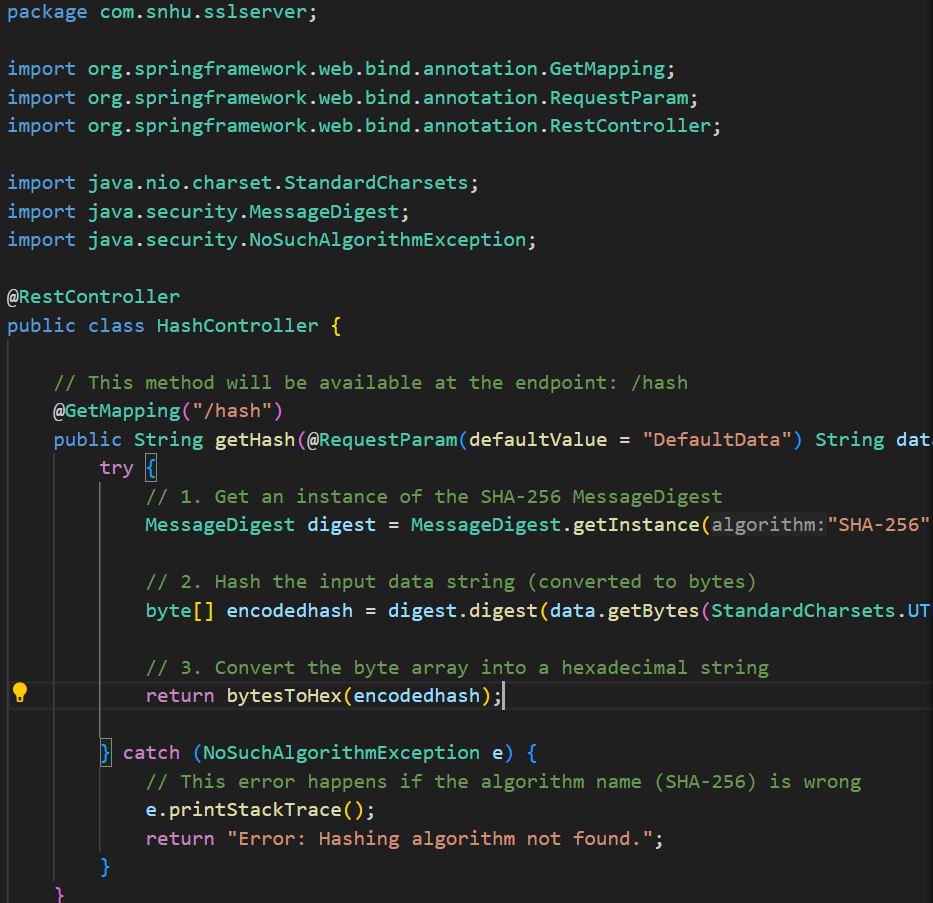 package com.snhu.sslserver;
import org.springframework.web.bind.annotation.GetMapping;
import org.springframework.web.bind.annotation.RequestParam;
import org.springframework.web.bind.annotation.RestController;
import java.nio.charset.StandardCharsets;
import java.security.MessageDigest;
import java.security.NoSuchAlgorithmException;
@RestController
public class HashController {
// This method will be available at the endpoint: /hash
@GetMapping("/hash")
public String getHash(@RequestParam(defaultValue = "DefaultData") String dat
try {
// 1. Get an instance of the SHA-256 MessageDigest
MessageDigest digest = MessageDigest.getInstance(algorithm:"SHA-256"
// 2. Hash the input data string (converted to bytes)
byte[] encodedhash = digest.digest(data.getBytes(StandardCharsets.UT
// 3. Convert the byte array into a hexadecimal string
return bytesToHex(encodedhash);
} catch (NoSuchAlgorithmException e) {
// This error happens if the algorithm name (SHA-256) is wrong
e.printStackTrace();
return "Error: Hashing algorithm not found.";
}
}